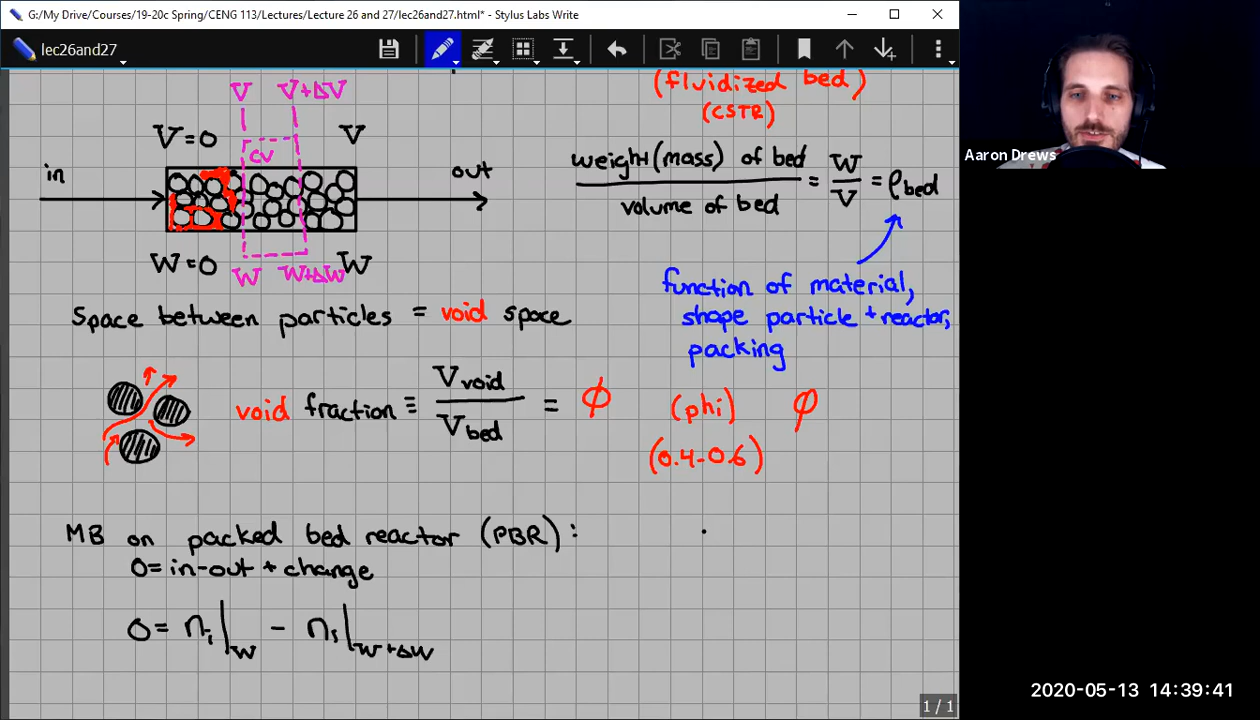 G:/My Drive/Courses/19-20c Spring/CENG 113/Lectures/Lecture 26 and 27/lec26and27.html* - Stylus Labs Write
lec26and27
(fluidized bed)
(CSTR)
V V+ΔV
V=0 V
CV
in
out
W=0 W W+ΔW W
weight (mass) of bed / volume of bed = W/V = ρbed
function of material,
shape particle + reactor,
packing
Space between particles = void space
void fraction ≡ Vvoid / Vbed = ϕ (phi) φ
(0.4-0.6)
MB on packed bed reactor (PBR):
0= in-out + change
0= ṅi|W - ṅi|W+ΔW
Aaron Drews
2020-05-13 14:39:41
1 / 1